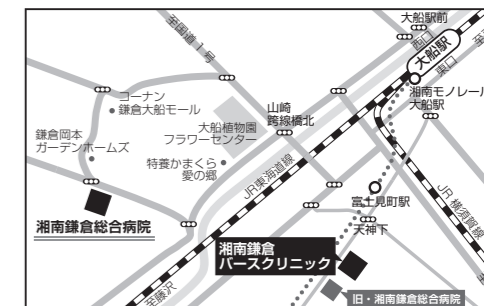 至国道1号
大船駅前
西口
大船駅
東口
湘南モノレール
大船駅
コーナン
鎌倉大船モール
山崎
跨線橋北
大船植物園
フラワーセンター
鎌倉岡本
ガーデンホームズ
特養かまくら
愛の郷
JR東海道線
JR横須賀線
富士見町駅
天神下
湘南鎌倉総合病院
湘南鎌倉
バースクリニック
至藤沢
旧・湘南鎌倉総合病院